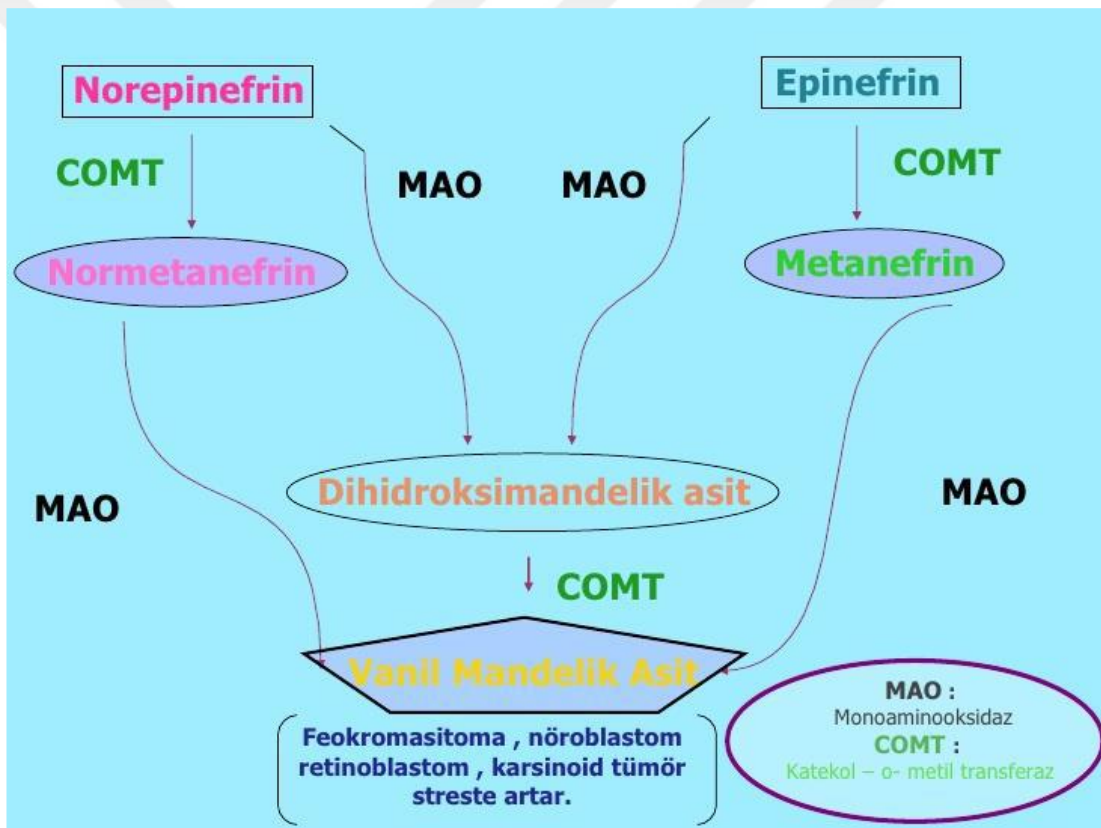 Norepinefrin
Epinefrin
COMT
MAO
MAO
COMT
Normetanefrin
Metanefrin
MAO
Dihidroksimandelik asit
MAO
COMT
Vanil Mandelik Asit
Feokromasitoma , nöroblastom
retinoblastom , karsinoid tümör
streste artar.
MAO :
Monoaminooksidaz
COMT :
Katekol – o- metil transferaz